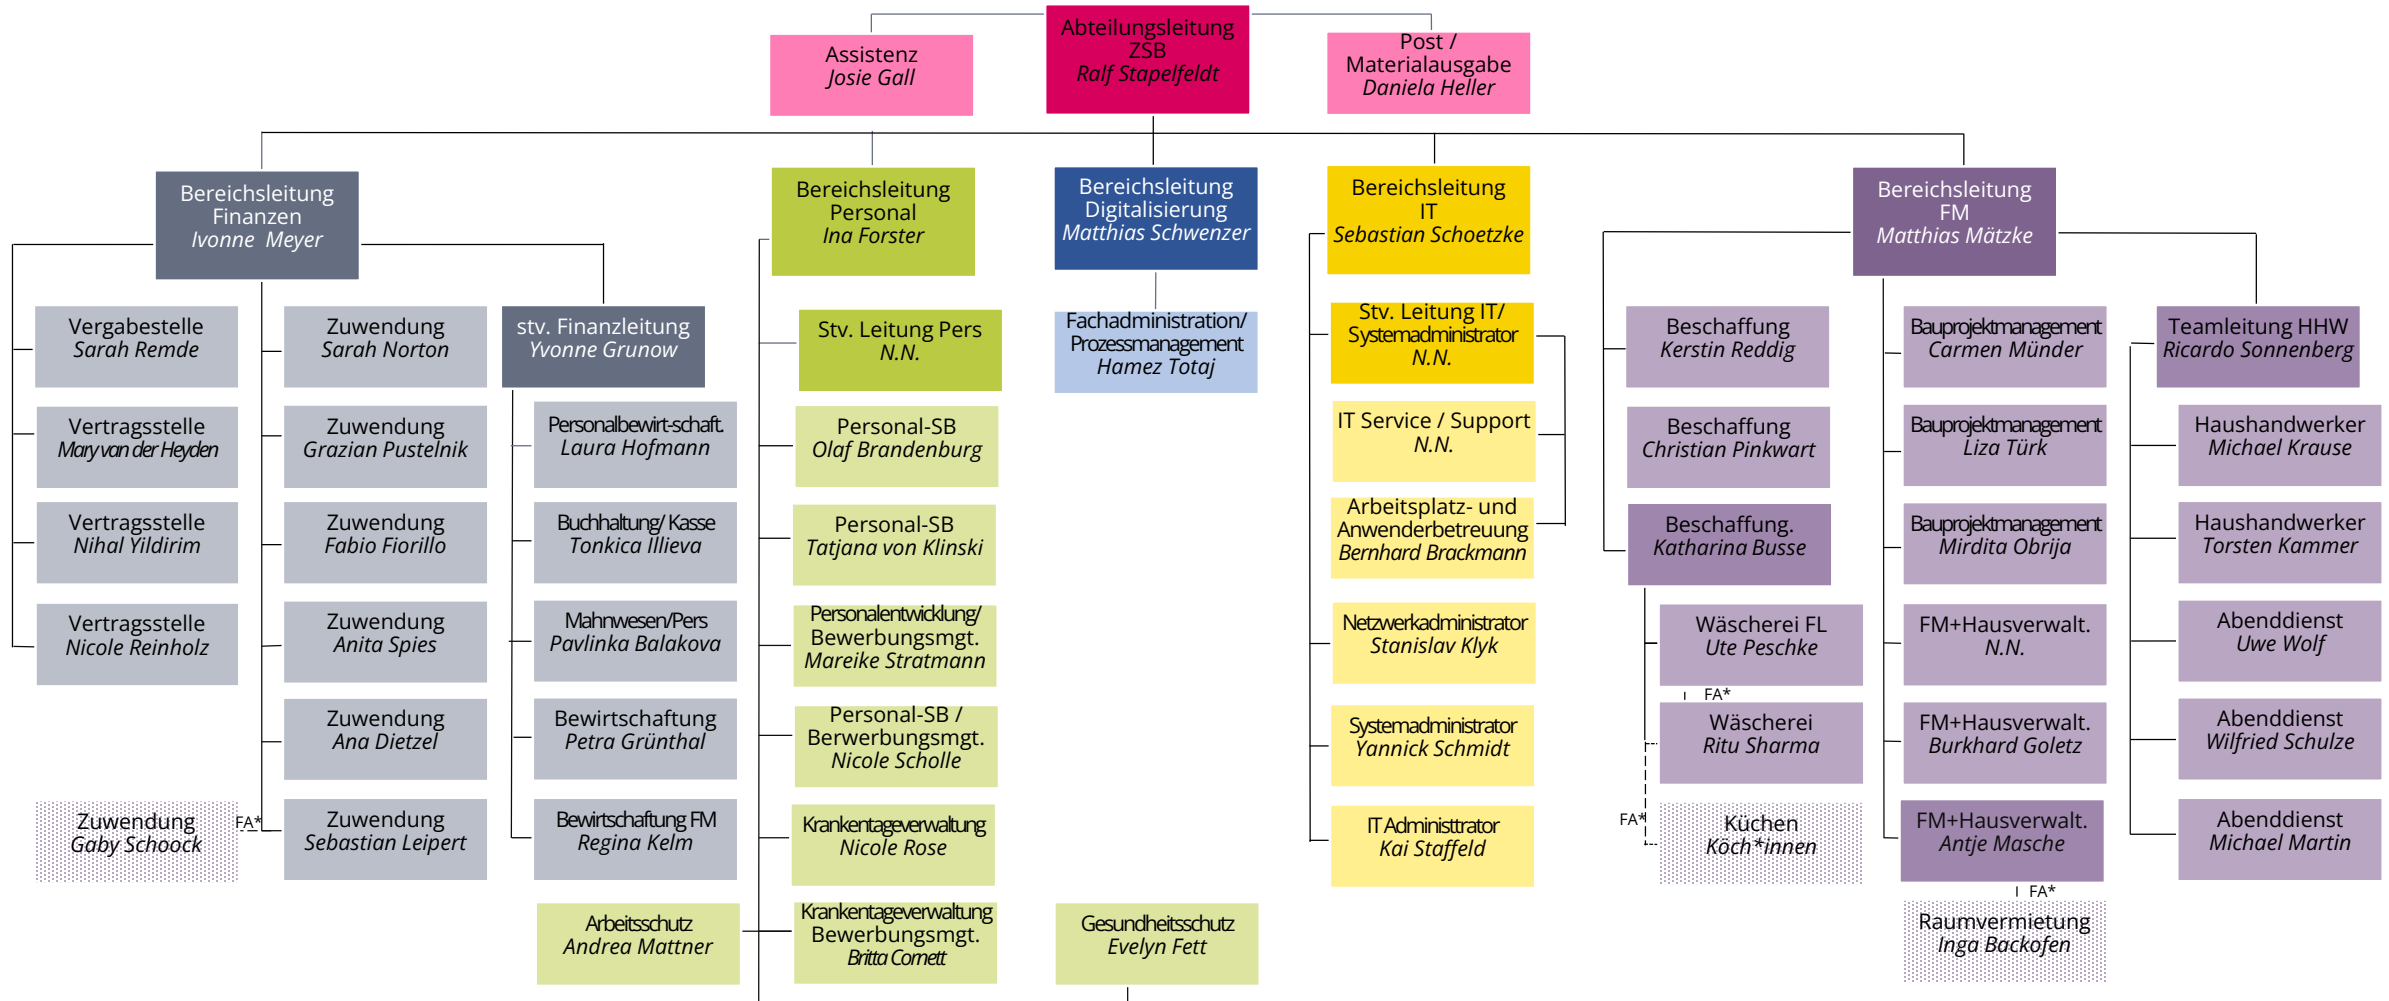 Abteilungsleitung
ZSB
Ralf Stapelfeldt
Assistenz
Josie Gall
Post /
Materialausgabe
Daniela Heller
Bereichsleitung
Finanzen
Ivonne Meyer
Bereichsleitung
Personal
Ina Forster
Bereichsleitung
Digitalisierung
Matthias Schwenzer
Bereichsleitung
IT
Sebastian Schoetzke
Bereichsleitung
FM
Matthias Mätzke
Vergabestelle
Sarah Remde
Vertragsstelle
Mary van der Heyden
Vertragsstelle
Nihal Yildirim
Vertragsstelle
Nicole Reinholz
Zuwendung
Gaby Schoock
FA*
Zuwendung
Sarah Norton
Zuwendung
Grazian Pustelnik
Zuwendung
Fabio Fiorillo
Zuwendung
Anita Spies
Zuwendung
Ana Dietzel
Zuwendung
Sebastian Leipert
stv. Finanzleitung
Yvonne Grunow
Personalbewirt-schaft.
Laura Hofmann
Buchhaltung/ Kasse
Tonkica Illieva
Mahnwesen/Pers
Pavlinka Balakova
Bewirtschaftung
Petra Grünthal
Bewirtschaftung FM
Regina Kelm
Stv. Leitung Pers
N.N.
Personal-SB
Olaf Brandenburg
Personal-SB
Tatjana von Klinski
Personalentwicklung/
Bewerbungsmgt.
Mareike Stratmann
Personal-SB /
Berwerbungsmgt.
Nicole Scholle
Krankentageverwaltung
Nicole Rose
Arbeitsschutz
Andrea Mattner
Krankentageverwaltung
Bewerbungsmgt.
Britta Cornett
Gesundheitsschutz
Evelyn Fett
Fachadministration/
Prozessmanagement
Hamez Totaj
Stv. Leitung IT/
Systemadministrator
N.N.
IT Service / Support
N.N.
Arbeitsplatz- und
Anwenderbetreuung
Bernhard Brackmann
Netzwerkadministrator
Stanislav Klyk
Systemadministrator
Yannick Schmidt
IT Administtrator
Kai Staffeld
Beschaffung
Kerstin Reddig
Beschaffung
Christian Pinkwart
Beschaffung.
Katharina Busse
Wäscherei FL
Ute Peschke
FA*
Wäscherei
Ritu Sharma
FA*
Küchen
Köch*innen
Bauprojektmanagement
Carmen Münder
Bauprojektmanagement
Liza Türk
Bauprojektmanagement
Mirdita Obrija
FM+Hausverwalt.
N.N.
FM+Hausverwalt.
Burkhard Goletz
FM+Hausverwalt.
Antje Masche
FA*
Raumvermietung
Inga Backofen
Teamleitung HHW
Ricardo Sonnenberg
Haushandwerker
Michael Krause
Haushandwerker
Torsten Kammer
Abenddienst
Uwe Wolf
Abenddienst
Wilfried Schulze
Abenddienst
Michael Martin